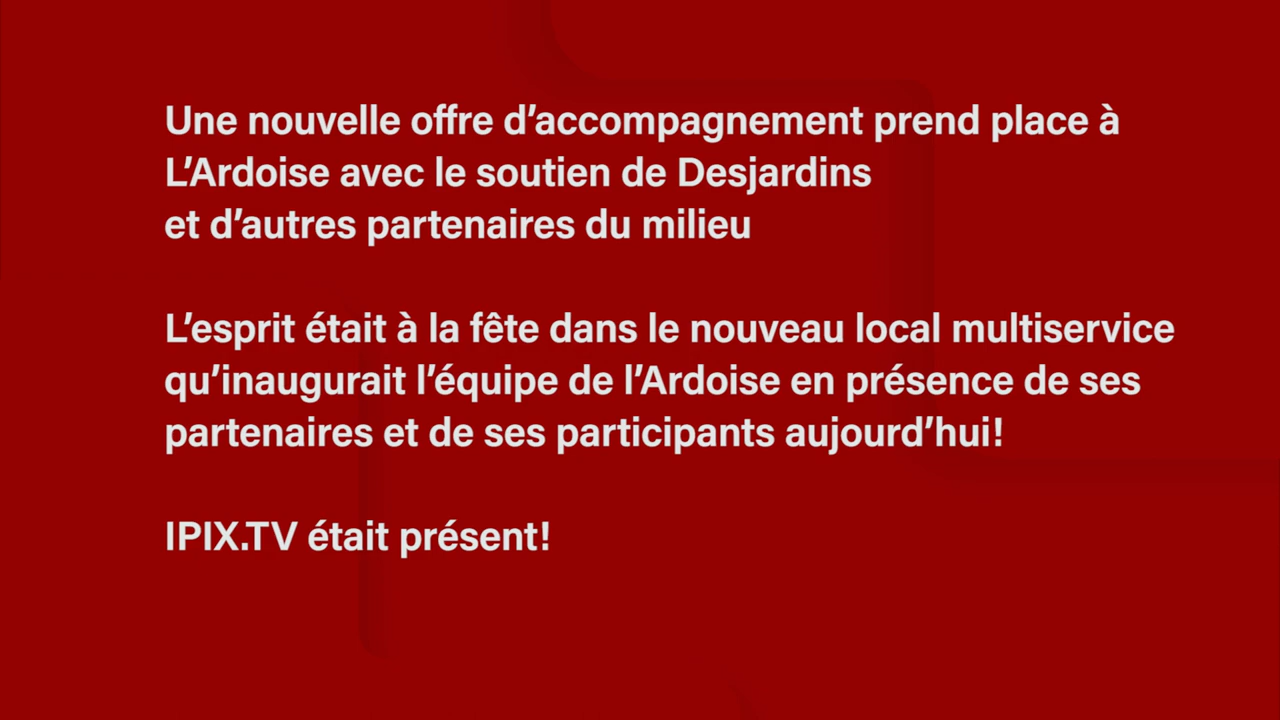 Une nouvelle offre d’accompagnement prend place à
L’Ardoise avec le soutien de Desjardins
et d’autres partenaires du milieu
L’esprit était à la fête dans le nouveau local multiservice
qu’inaugurait l’équipe de l’Ardoise en présence de ses
partenaires et de ses participants aujourd’hui!
IPIX.TV était présent!